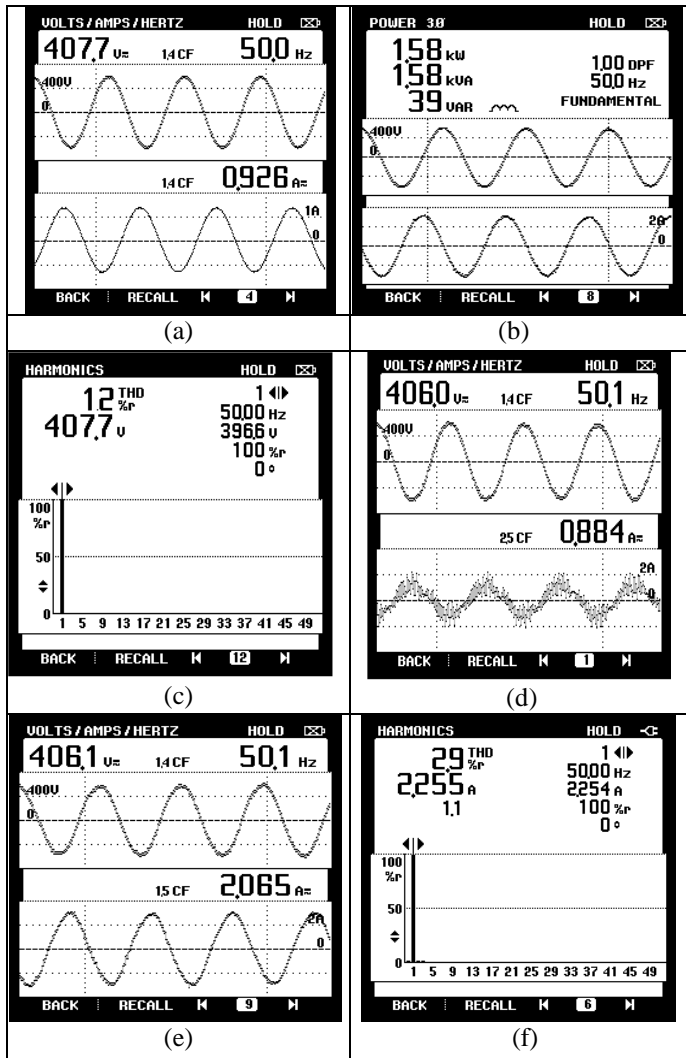 VOLTS / AMPS / HERTZ HOLD
407.7 V≂ 1.4 CF 50.0 Hz
400V
0
1.4 CF 0.926 A≂
1A
0
BACK RECALL 4
(a)
POWER 3.0 HOLD
1.58 kW
1.58 kVA 1.00 DPF
39 VAR 50.0 Hz
FUNDAMENTAL
400V
0
2A
0
BACK RECALL 8
(b)
HARMONICS HOLD
1.2 THD %r 1
407.7 V 50.00 Hz
396.6 V
100 %r
0 °
100
%r
50
0
1 5 9 13 17 21 25 29 33 37 41 45 49
BACK RECALL 12
(c)
VOLTS / AMPS / HERTZ HOLD
406.0 V≂ 1.4 CF 50.1 Hz
400V
0
2.5 CF 0.884 A≂
2A
0
BACK RECALL 1
(d)
VOLTS / AMPS / HERTZ HOLD
406.1 V≂ 1.4 CF 50.1 Hz
400V
0
1.5 CF 2.065 A≂
2A
0
BACK RECALL 9
(e)
HARMONICS HOLD
2.9 THD %r 1
2.255 A 50.00 Hz
1.1 2.254 A
100 %r
0 °
100
%r
50
0
1 5 9 13 17 21 25 29 33 37 41 45 49
BACK RECALL 6
(f)